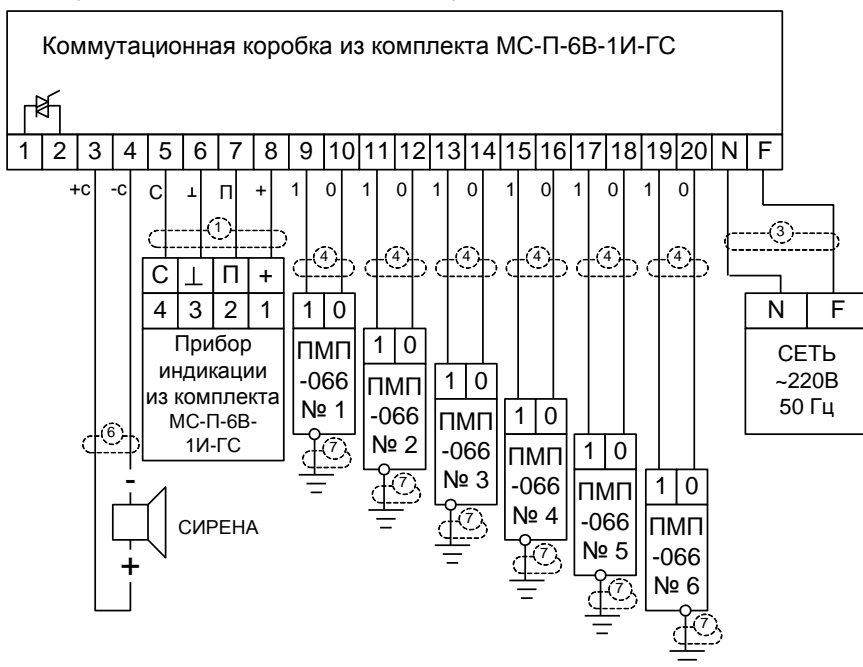 Коммутационная коробка из комплекта МС-П-6В-1И-ГС
1 2 3 4 5 6 7 8 9 10 11 12 13 14 15 16 17 18 19 20 N F
+с -с С ⊥ П + 1 0 1 0 1 0 1 0 1 0 1 0
1 3
4 4 4 4 4 4
С ⊥ П +
4 3 2 1
Прибор
индикации
из комплекта
МС-П-6В-
1И-ГС
1 0
ПМП
-066
№ 1
7
1 0
ПМП
-066
№ 2
7
1 0
ПМП
-066
№ 3
7
1 0
ПМП
-066
№ 4
7
1 0
ПМП
-066
№ 5
7
1 0
ПМП
-066
№ 6
7
N F
СЕТЬ
~220В
50 Гц
6
-
СИРЕНА
+